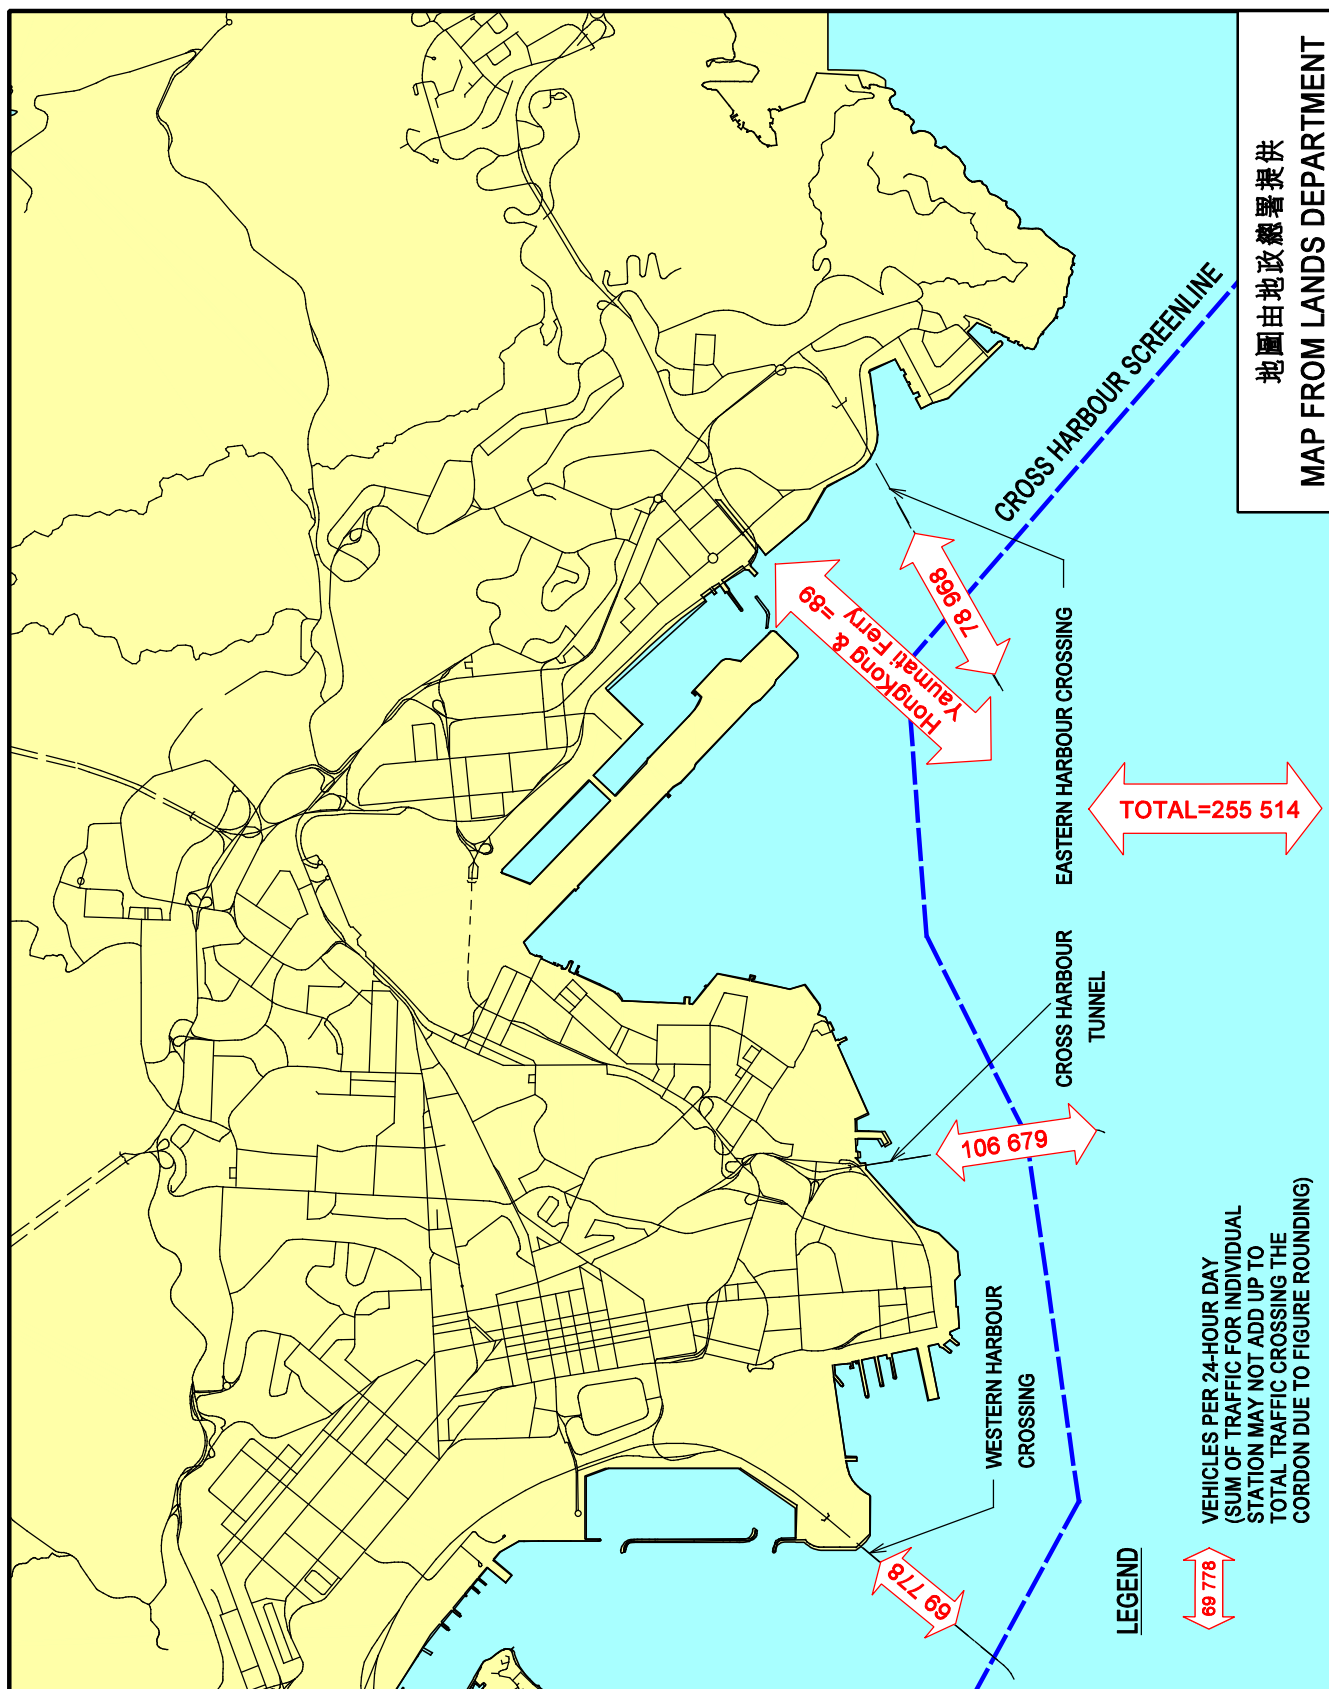 地圖由地政總署提供
MAP FROM LANDS DEPARTMENT
CROSS HARBOUR SCREENLINE
78 968
HongKong &
Yaumati Ferry =89
EASTERN HARBOUR CROSSING
TOTAL=255 514
CROSS HARBOUR
TUNNEL
106 679
WESTERN HARBOUR
CROSSING
69 778
LEGEND
69 778
VEHICLES PER 24-HOUR DAY
(SUM OF TRAFFIC FOR INDIVIDUAL
STATION MAY NOT ADD UP TO
TOTAL TRAFFIC CROSSING THE
CORDON DUE TO FIGURE ROUNDING)